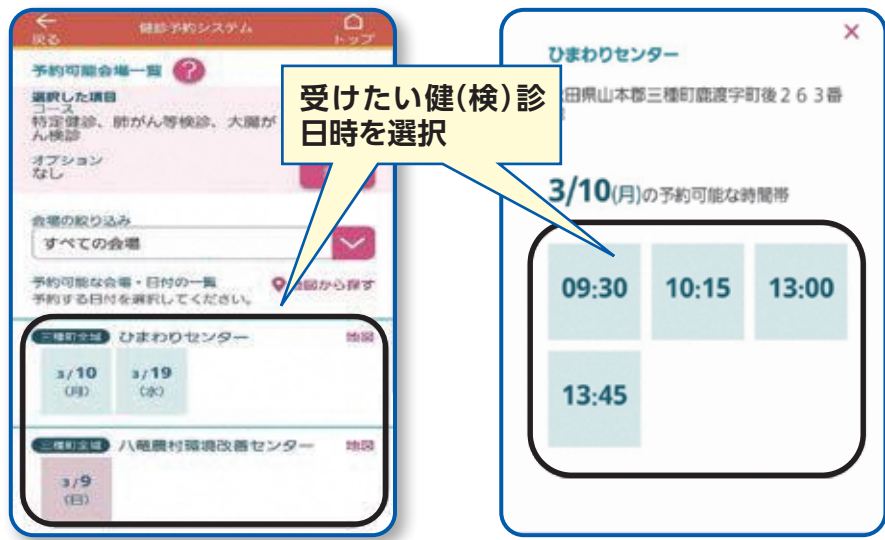 戻る
健診予約システム
トップ
予約可能会場一覧 ?
選択した項目
コース
特定健診、肺がん等検診、大腸が
ん検診
オプション
なし
会場の絞り込み
すべての会場
予約可能な会場・日付の一覧
予約する日付を選択してください。
地図から探す
三種町全域 ひまわりセンター 地図
3/10
(月)
3/19
(水)
三種町全域 八竜農村環境改善センター 地図
3/9
(日)
受けたい健(検)診
日時を選択
×
ひまわりセンター
田県山本郡三種町鹿渡字町後263番
3/10(月)の予約可能な時間帯
09:30 10:15 13:00
13:45